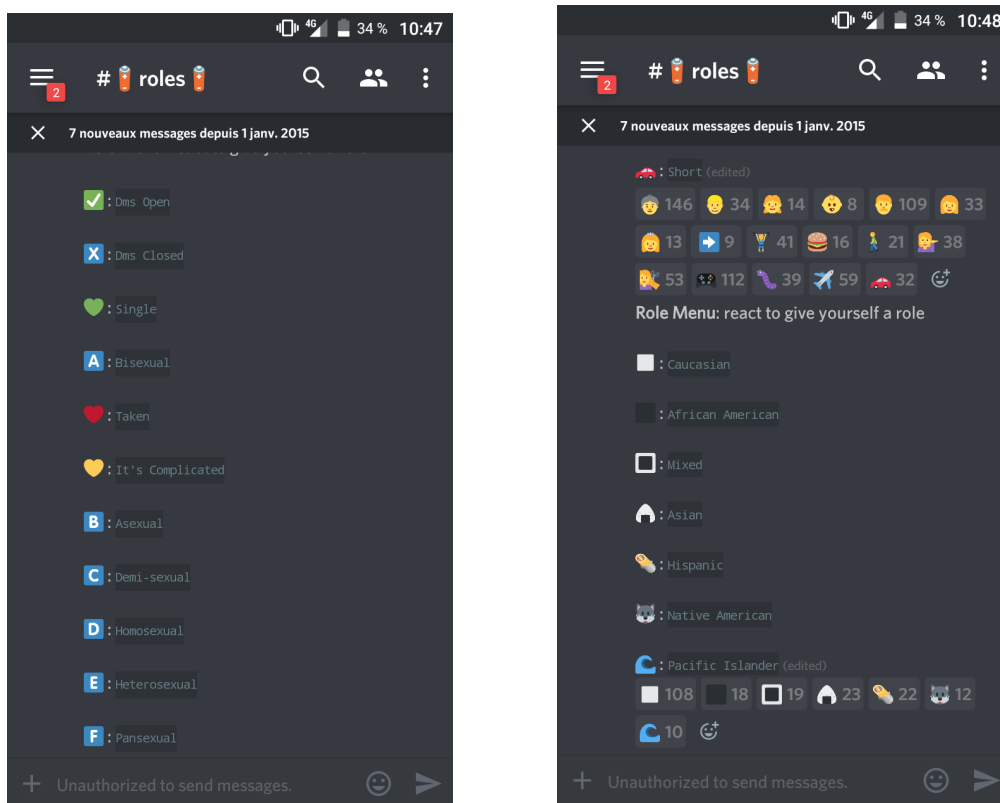 4G 34 % 10:47
2 # roles
7 nouveaux messages depuis 1 janv. 2015
: Dms Open
X : Dms Closed
: Single
A : Bisexual
: Taken
: It's Complicated
B : Asexual
C : Demi-sexual
D : Homosexual
E : Heterosexual
F : Pansexual
Unauthorized to send messages.
4G 34 % 10:48
2 # roles
7 nouveaux messages depuis 1 janv. 2015
: Short (edited)
146 34 14 8 109 33
13 9 41 16 21 38
53 112 39 59 32
Role Menu: react to give yourself a role
: Caucasian
: African American
: Mixed
: Asian
: Hispanic
: Native American
: Pacific Islander (edited)
108 18 19 23 22 12
10
Unauthorized to send messages.